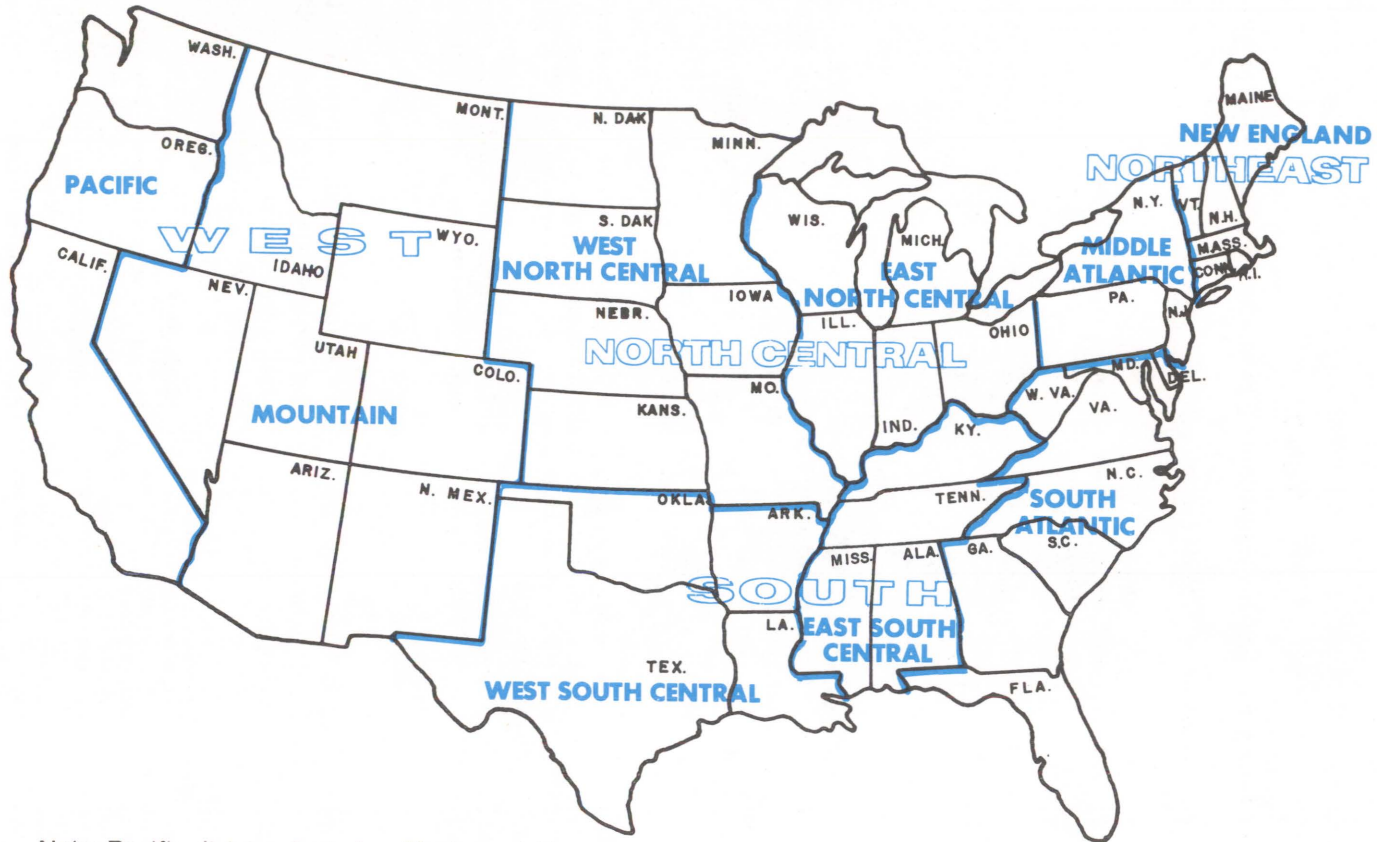 WASH.
MONT.
N. DAK
MINN.
MAINE
NEW ENGLAND
NORTHEAST
OREG.
PACIFIC
WEST
WYO.
S. DAK
WIS.
MICH.
N.Y.
VT.
N.H.
MASS.
CONN.
R.I.
CALIF.
NEV.
IDAHO
WEST
NORTH CENTRAL
EAST
NORTH CENTRAL
MIDDLE
ATLANTIC
PA.
N.J.
IOWA
NEBR.
ILL.
OHIO
NORTH CENTRAL
UTAH
COLO.
MO.
MD.
DEL.
W. VA.
VA.
MOUNTAIN
KANS.
IND.
KY.
ARIZ.
N. MEX.
OKLA.
ARK.
TENN.
N.C.
SOUTH
ATLANTIC
S.C.
MISS.
ALA.
GA.
SOUTH
LA.
EAST SOUTH
CENTRAL
TEX.
WEST SOUTH CENTRAL
FLA.